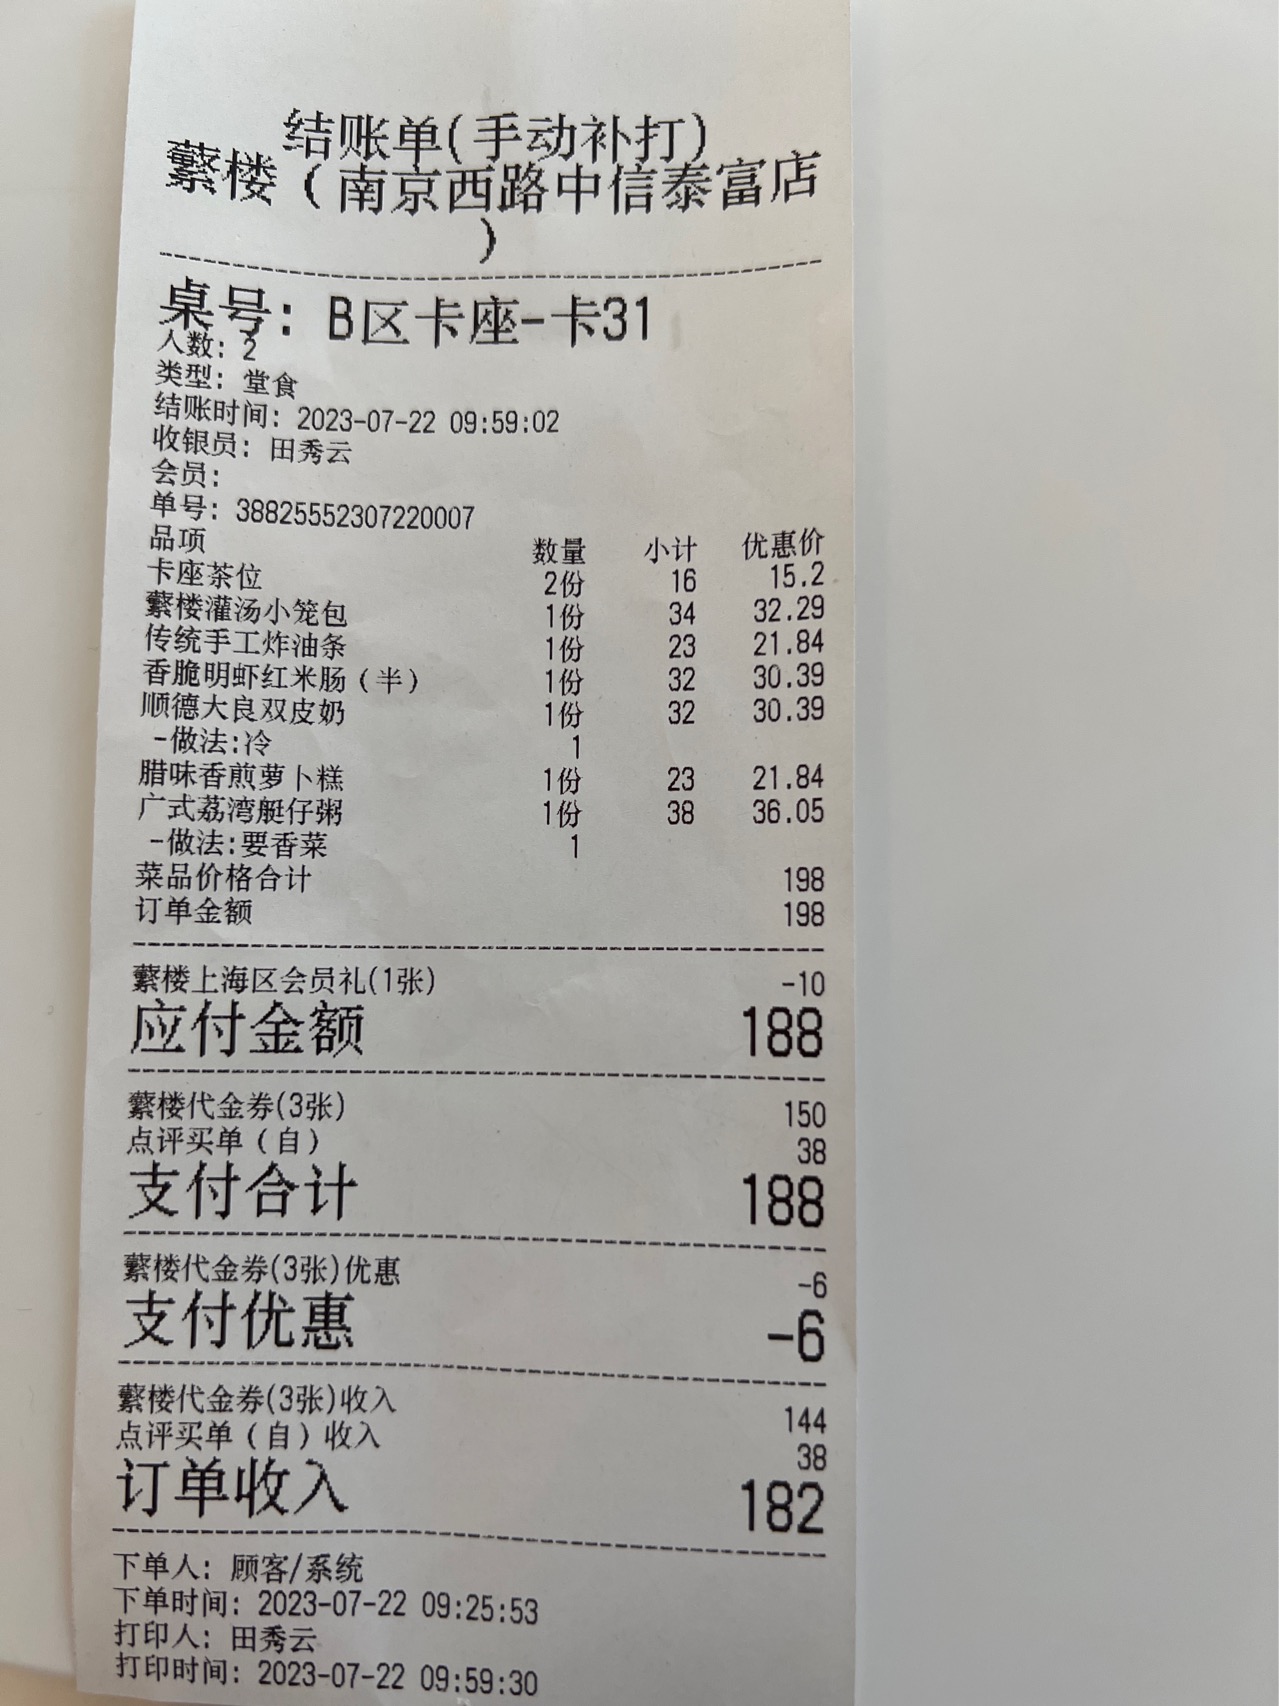 结账单(手动补打)
蘩楼（南京西路中信泰富店
）
桌号: B区卡座-卡31
人数: 2
类型: 堂食
结账时间: 2023-07-22 09:59:02
收银员: 田秀云
会员:
单号: 38825552307220007
品项 数量 小计 优惠价
卡座茶位 2份 16 15.2
蘩楼灌汤小笼包 1份 34 32.29
传统手工炸油条 1份 23 21.84
香脆明虾红米肠（半） 1份 32 30.39
顺德大良双皮奶 1份 32 30.39
-做法:冷 1
腊味香煎萝卜糕 1份 23 21.84
广式荔湾艇仔粥 1份 38 36.05
-做法:要香菜 1
菜品价格合计 198
订单金额 198
蘩楼上海区会员礼(1张) -10
应付金额 188
蘩楼代金券(3张) 150
点评买单（自） 38
支付合计 188
蘩楼代金券(3张)优惠 -6
支付优惠 -6
蘩楼代金券(3张)收入 144
点评买单（自）收入 38
订单收入 182
下单人: 顾客/系统
下单时间: 2023-07-22 09:25:53
打印人: 田秀云
打印时间: 2023-07-22 09:59:30